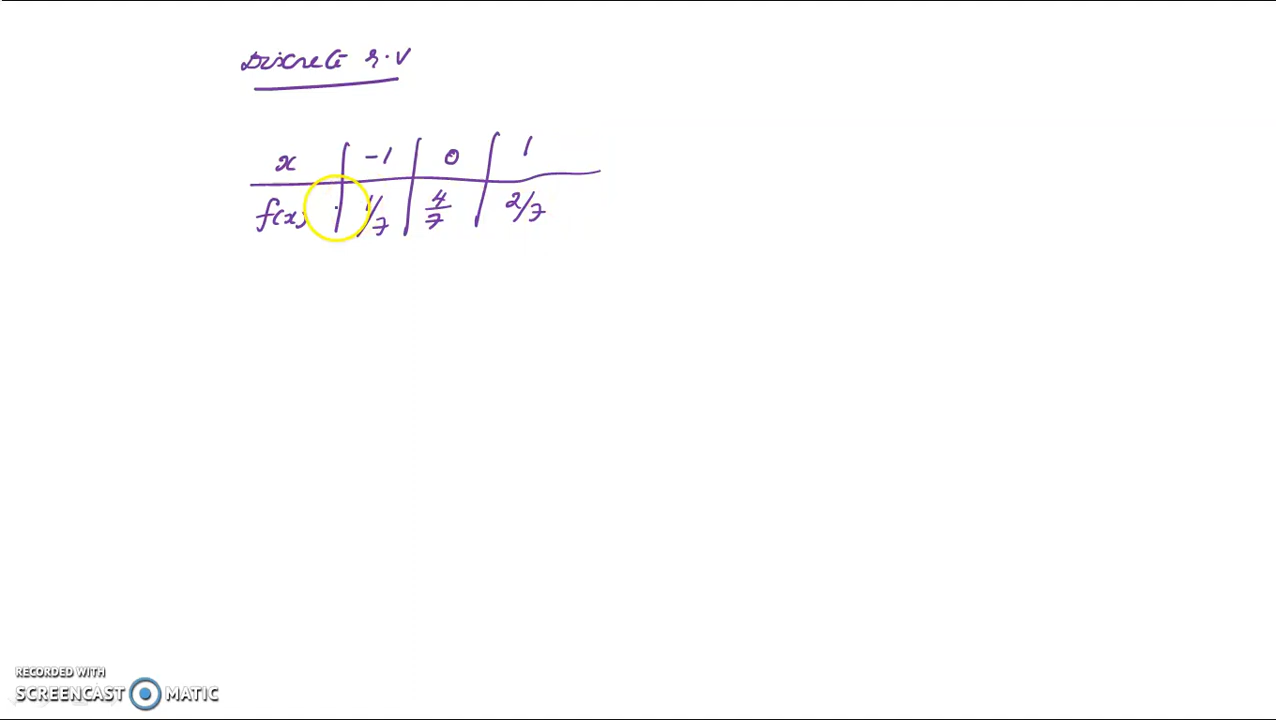 Discrete r.v
x -1 0 1
f(x) 1/7 4/7 2/7
RECORDED WITH
SCREENCAST MATIC